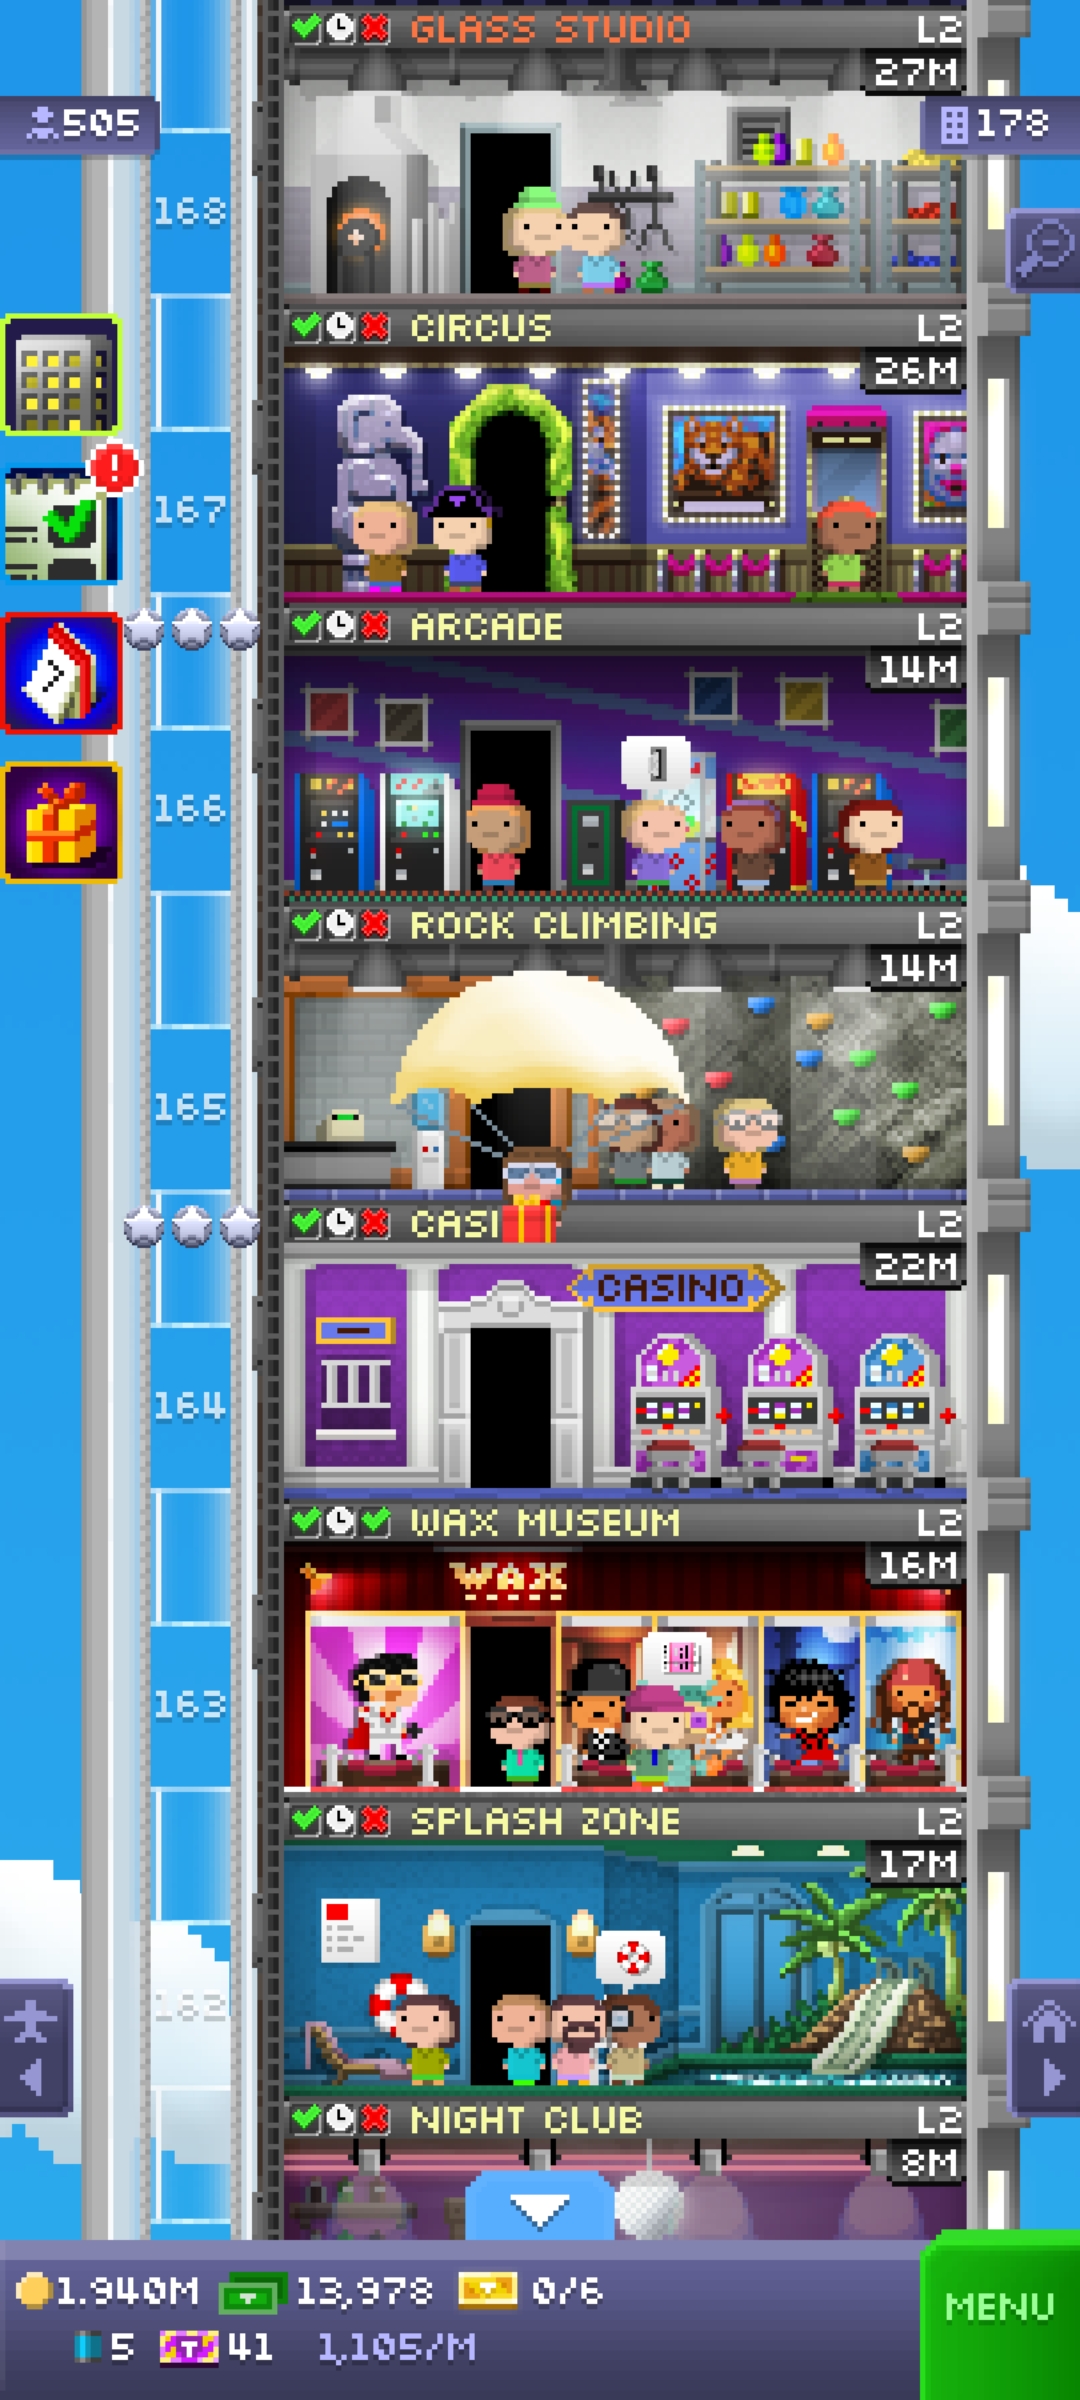 GLASS STUDIO L2
27M
505
178
168
CIRCUS L2
26M
167
ARCADE L2
14M
166
ROCK CLIMBING L2
14M
165
CASI L2
22M
CASINO
164
WAX MUSEUM L2
16M
WAX
163
SPLASH ZONE L2
17M
182
NIGHT CLUB L2
8M
1.940M 13,978 0/6
5 T 41 1,105/M
MENU